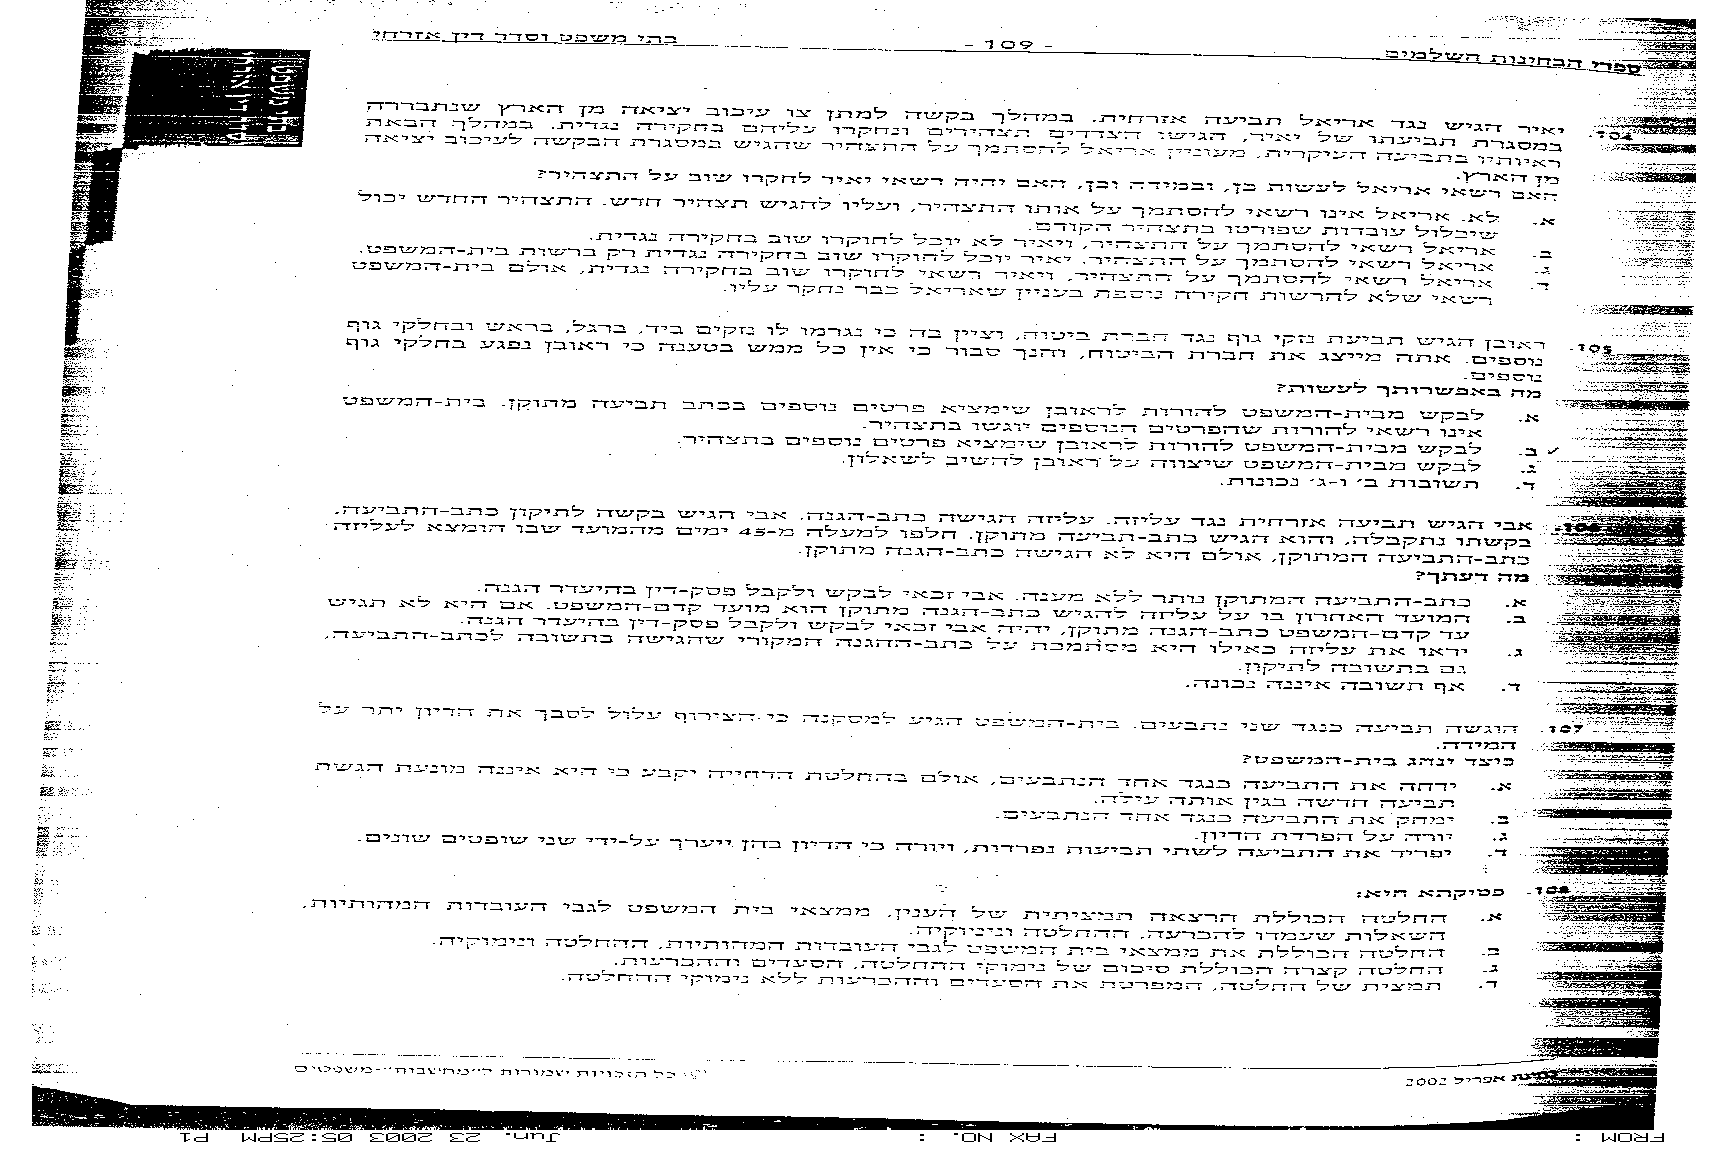 ספרי הבחינות השלמים - 109 - בתי משפט וסדר דין אזרחי
104. יאיר הגיש נגד אריאל תביעה אזרחית. במהלך בקשה למתן צו עיכוב יציאה מן הארץ שנתבררה
במסגרת תביעתו של יאיר, הגישו הצדדים תצהירים ונחקרו עליהם בחקירה נגדית. במהלך הבאת
ראיותיו בתביעה העיקרית, מעוניין אריאל להסתמך על התצהיר שהגיש במסגרת הבקשה לעיכוב יציאה
מן הארץ.
האם רשאי אריאל לעשות כן, ובמידה וכן, האם יהיה רשאי יאיר לחקרו שוב על התצהיר?
א. לא. אריאל אינו רשאי להסתמך על אותו התצהיר, ועליו להגיש תצהיר חדש. התצהיר החדש יכול
שיכלול עובדות שפורטו בתצהיר הקודם.
ב. אריאל רשאי להסתמך על התצהיר, ויאיר לא יוכל לחוקרו שוב בחקירה נגדית.
ג. אריאל רשאי להסתמך על התצהיר. יאיר יוכל לחוקרו שוב בחקירה נגדית רק ברשות בית-המשפט.
ד. אריאל רשאי להסתמך על התצהיר, ויאיר רשאי לחוקרו שוב בחקירה נגדית, אולם בית-המשפט
רשאי שלא להרשות חקירה נוספת בעניין שאריאל כבר נחקר עליו.
105. ראובן הגיש תביעת נזקי גוף נגד חברת ביטוח, וציין בה כי נגרמו לו נזקים ביד, ברגל, בראש ובחלקי גוף
נוספים. אתה מייצג את חברת הביטוח, והנך סבור כי אין כל ממש בטענה כי ראובן נפגע בחלקי גוף
נוספים.
מה באפשרותך לעשות?
א. לבקש מבית-המשפט להורות לראובן שימציא פרטים נוספים בכתב תביעה מתוקן. בית-המשפט
אינו רשאי להורות שהפרטים הנוספים יוגשו בתצהיר.
ב. לבקש מבית-המשפט להורות לראובן שימציא פרטים נוספים בתצהיר.
ג. לבקש מבית-המשפט שיצווה על ראובן להשיב לשאלון.
ד. תשובות ב' ו-ג' נכונות.
106. אבי הגיש תביעה אזרחית נגד עליזה. עליזה הגישה כתב-הגנה. אבי הגיש בקשה לתיקון כתב-התביעה,
בקשתו נתקבלה, והוא הגיש כתב-תביעה מתוקן. חלפו למעלה מ-45 ימים מהמועד שבו הומצא לעליזה
כתב-התביעה המתוקן, אולם היא לא הגישה כתב-הגנה מתוקן.
מה דעתך?
א. כתב-התביעה המתוקן נותר ללא מענה. אבי זכאי לבקש ולקבל פסק-דין בהיעדר הגנה.
ב. המועד האחרון בו על עליזה להגיש כתב-הגנה מתוקן הוא מועד קדם-המשפט. אם היא לא תגיש
עד קדם-המשפט כתב-הגנה מתוקן, יהיה אבי זכאי לבקש ולקבל פסק-דין בהיעדר הגנה.
ג. יראו את עליזה כאילו היא מסתמכת על כתב-ההגנה המקורי שהגישה בתשובה לכתב-התביעה,
גם בתשובה לתיקון.
ד. אף תשובה איננה נכונה.
107. הוגשה תביעה כנגד שני נתבעים. בית-המשפט הגיע למסקנה כי הצירוף עלול לסבך את הדיון יתר על
המידה.
כיצד ינהג בית-המשפט?
א. ידחה את התביעה כנגד אחד הנתבעים, אולם בהחלטת הדחייה יקבע כי היא איננה מונעת הגשת
תביעה חדשה בגין אותה עילה.
ב. ימחק את התביעה כנגד אחד הנתבעים.
ג. יורה על הפרדת הדיון.
ד. יפריד את התביעה לשתי תביעות נפרדות, ויורה כי הדיון בהן ייערך על-ידי שני שופטים שונים.
108. פסיקתא היא:
א. החלטה הכוללת הרצאה תמציתית של הענין, ממצאי בית המשפט לגבי העובדות המהותיות,
השאלות שעמדו להכרעה, ההחלטה ונימוקיה.
ב. החלטה הכוללת את ממצאי בית המשפט לגבי העובדות המהותיות, ההחלטה ונימוקיה.
ג. החלטה קצרה הכוללת סיכום של נימוקי ההחלטה, הסעדים וההכרעות.
ד. תמצית של החלטה, המפרטת את הסעדים וההכרעות ללא נימוקי ההחלטה.
בחינת אפריל 2002 © כל הזכויות שמורות ל"מחשבות"-משפטים
FROM : FAX NO. : Jun. 23 2003 05:25PM P1